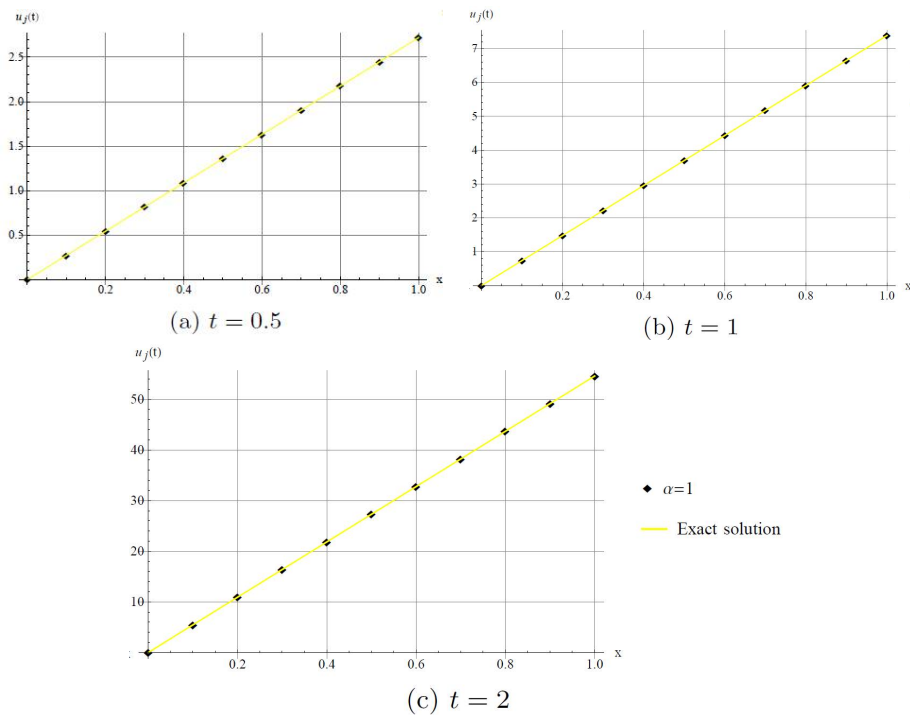 u_j(t)
2.5
2.0
1.5
1.0
0.5
0.2 0.4 0.6 0.8 1.0 x
(a) t = 0.5
u_j(t)
7
6
5
4
3
2
1
0.2 0.4 0.6 0.8 1.0 x
(b) t = 1
u_j(t)
50
40
30
20
10
0.2 0.4 0.6 0.8 1.0 x
(c) t = 2
α=1
Exact solution